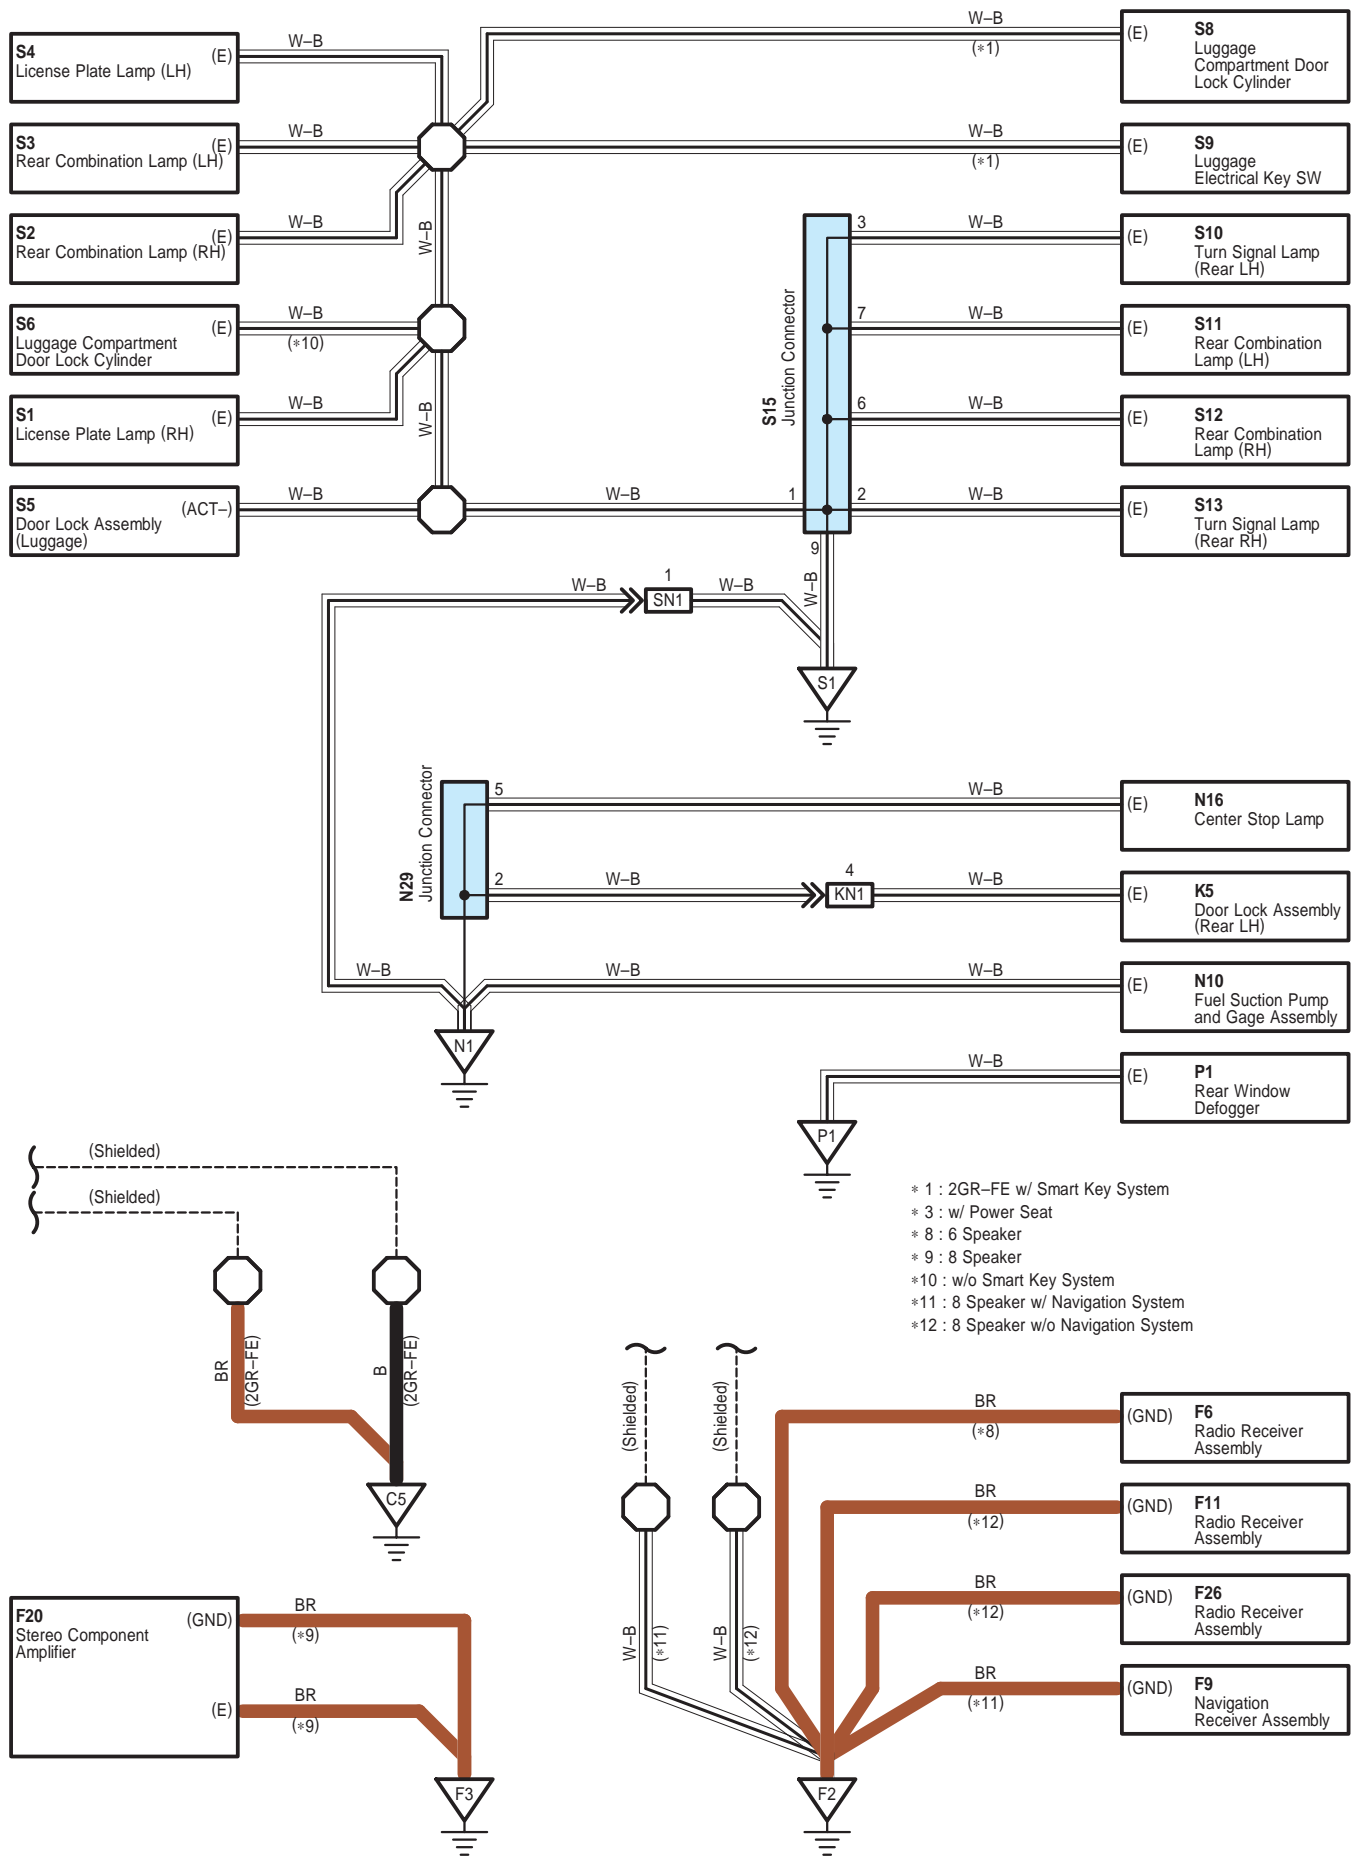 S4
License Plate Lamp (LH)
(E)
W–B
W–B
(∗1)
(E)
S8
Luggage
Compartment Door
Lock Cylinder
S3
Rear Combination Lamp (LH)
(E)
W–B
W–B
(∗1)
(E)
S9
Luggage
Electrical Key SW
S2
Rear Combination Lamp (RH)
(E)
W–B
W–B
3
W–B
(E)
S10
Turn Signal Lamp
(Rear LH)
S15
Junction Connector
S6
Luggage Compartment
Door Lock Cylinder
(E)
W–B
(∗10)
7
W–B
(E)
S11
Rear Combination
Lamp (LH)
S1
License Plate Lamp (RH)
(E)
W–B
W–B
6
W–B
(E)
S12
Rear Combination
Lamp (RH)
S5
Door Lock Assembly
(Luggage)
(ACT–)
W–B
W–B
1
2
W–B
(E)
S13
Turn Signal Lamp
(Rear RH)
9
W–B
W–B
1
SN1
W–B
S1
N29
Junction Connector
5
W–B
(E)
N16
Center Stop Lamp
2
W–B
4
KN1
W–B
(E)
K5
Door Lock Assembly
(Rear LH)
W–B
W–B
W–B
(E)
N10
Fuel Suction Pump
and Gage Assembly
N1
W–B
(E)
P1
Rear Window
Defogger
P1
(Shielded)
(Shielded)
∗ 1 : 2GR–FE w/ Smart Key System
∗ 3 : w/ Power Seat
∗ 8 : 6 Speaker
∗ 9 : 8 Speaker
∗10 : w/o Smart Key System
∗11 : 8 Speaker w/ Navigation System
∗12 : 8 Speaker w/o Navigation System
BR
(2GR–FE)
B
(2GR–FE)
C5
(Shielded)
(Shielded)
BR
(∗8)
(GND)
F6
Radio Receiver
Assembly
BR
(∗12)
(GND)
F11
Radio Receiver
Assembly
BR
(∗12)
(GND)
F26
Radio Receiver
Assembly
BR
(∗11)
(GND)
F9
Navigation
Receiver Assembly
W–B
(∗11)
W–B
(∗12)
F2
F20
Stereo Component
Amplifier
(GND)
BR
(∗9)
(E)
BR
(∗9)
F3